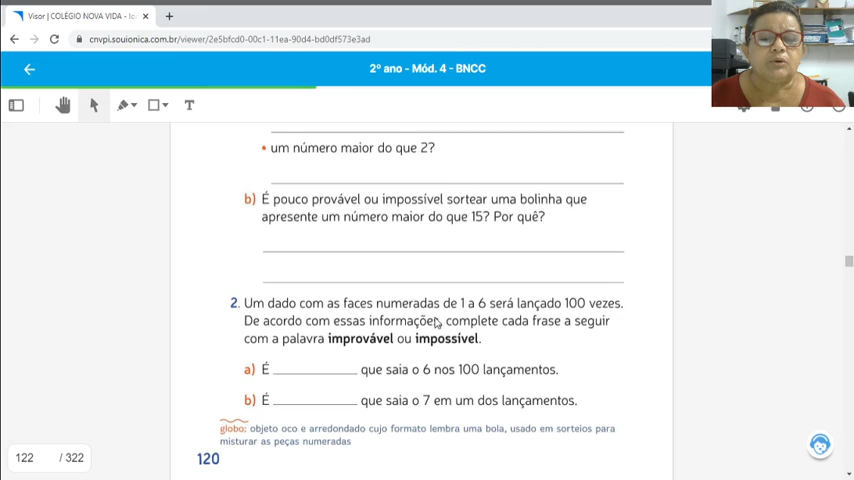 Visor | COLÉGIO NOVA VIDA - Ion
cnvpi.souionica.com.br/viewer/2e5bfcd0-00c1-11ea-90d4-bd0df573e3ad
2º ano - Mód. 4 - BNCC
T
• um número maior do que 2?
b) É pouco provável ou impossível sortear uma bolinha que
apresente um número maior do que 15? Por quê?
2. Um dado com as faces numeradas de 1 a 6 será lançado 100 vezes.
De acordo com essas informações, complete cada frase a seguir
com a palavra improvável ou impossível.
a) É ____________ que saia o 6 nos 100 lançamentos.
b) É ____________ que saia o 7 em um dos lançamentos.
globo: objeto oco e arredondado cujo formato lembra uma bola, usado em sorteios para
misturar as peças numeradas
120
122 / 322